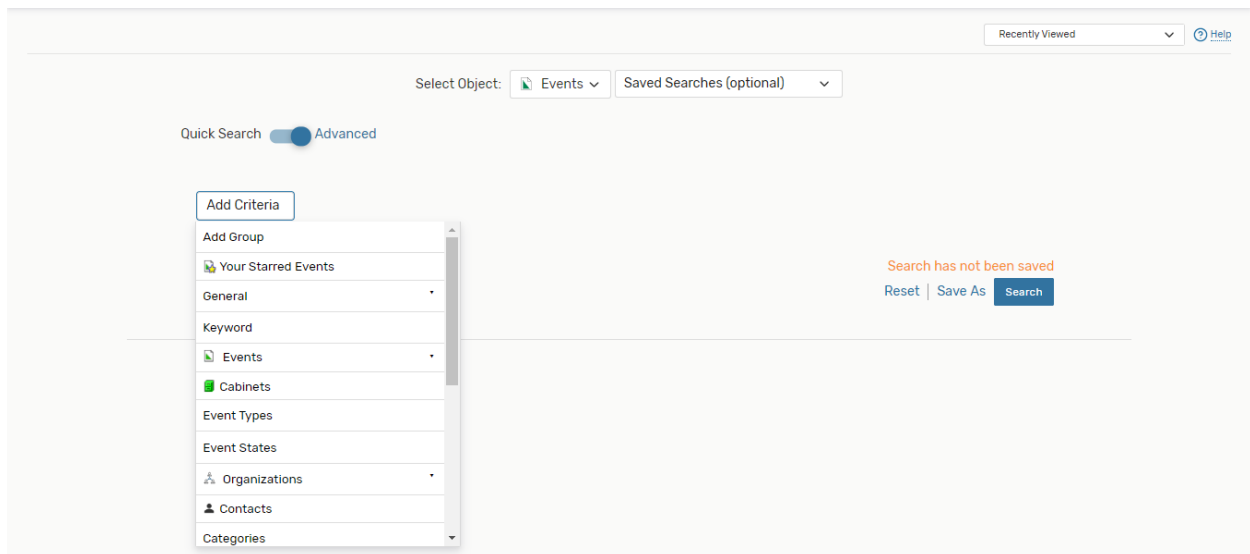 Recently Viewed
Help
Select Object: Events Saved Searches (optional)
Quick Search Advanced
Add Criteria
Add Group
Your Starred Events
General
Keyword
Events
Cabinets
Event Types
Event States
Organizations
Contacts
Categories
Search has not been saved
Reset | Save As Search